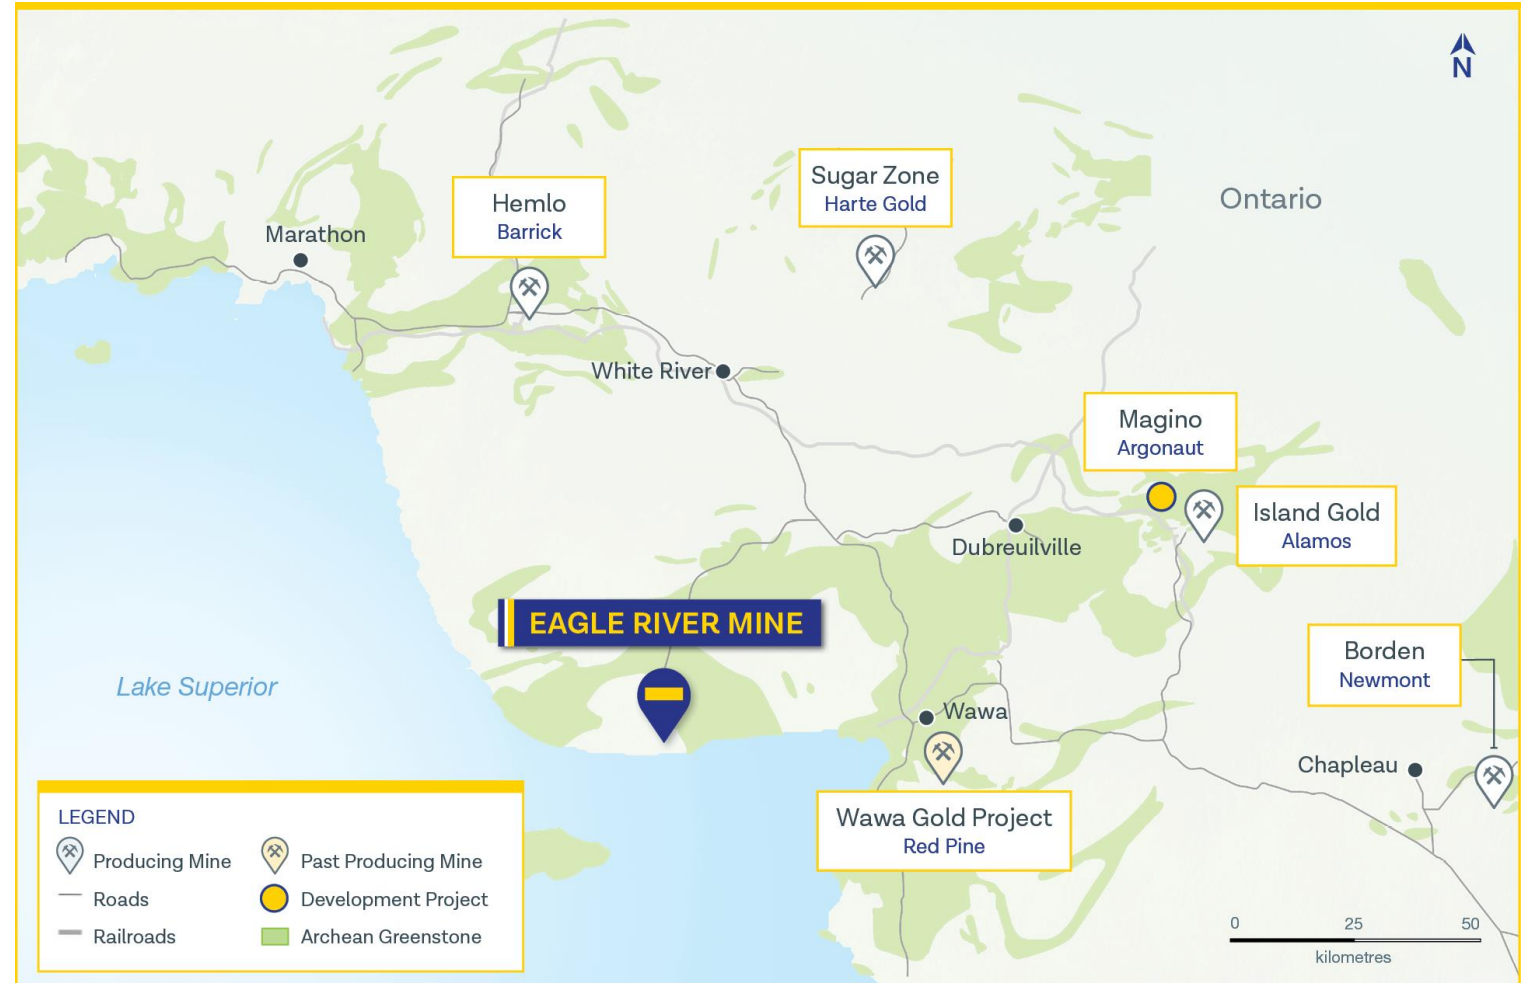 N
Ontario
Sugar Zone
Harte Gold
Hemlo
Barrick
Marathon
White River
Magino
Argonaut
Island Gold
Alamos
Dubreuilville
EAGLE RIVER MINE
Borden
Newmont
Lake Superior
Wawa
Chapleau
Wawa Gold Project
Red Pine
LEGEND
Producing Mine
Past Producing Mine
Roads
Development Project
Railroads
Archean Greenstone
0 25 50
kilometres